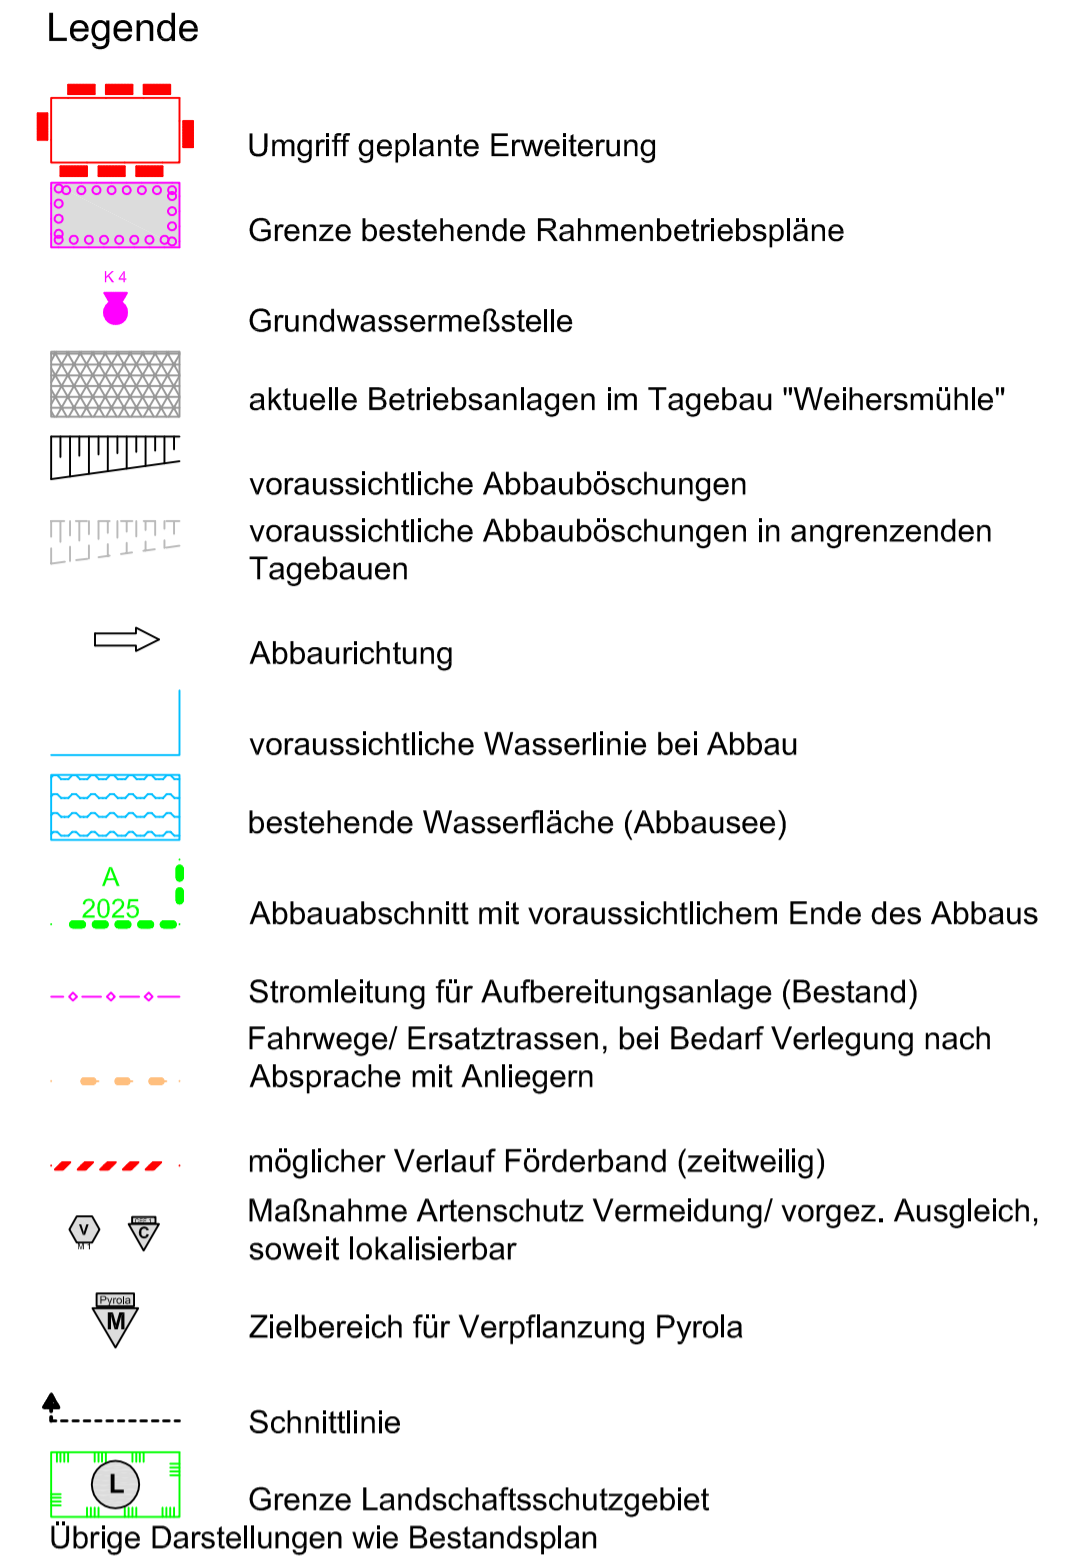 Legende
Umgriff geplante Erweiterung
Grenze bestehende Rahmenbetriebspläne
K 4
Grundwassermeßstelle
aktuelle Betriebsanlagen im Tagebau "Weihersmühle"
voraussichtliche Abbauböschungen
voraussichtliche Abbauböschungen in angrenzenden
Tagebauen
Abbaurichtung
voraussichtliche Wasserlinie bei Abbau
bestehende Wasserfläche (Abbausee)
A
2025
Abbauabschnitt mit voraussichtlichem Ende des Abbaus
Stromleitung für Aufbereitungsanlage (Bestand)
Fahrwege/ Ersatztrassen, bei Bedarf Verlegung nach
Absprache mit Anliegern
möglicher Verlauf Förderband (zeitweilig)
V
M 1
C
Maßnahme Artenschutz Vermeidung/ vorgez. Ausgleich,
soweit lokalisierbar
Pyrola
M
Zielbereich für Verpflanzung Pyrola
Schnittlinie
L
Grenze Landschaftsschutzgebiet
Übrige Darstellungen wie Bestandsplan